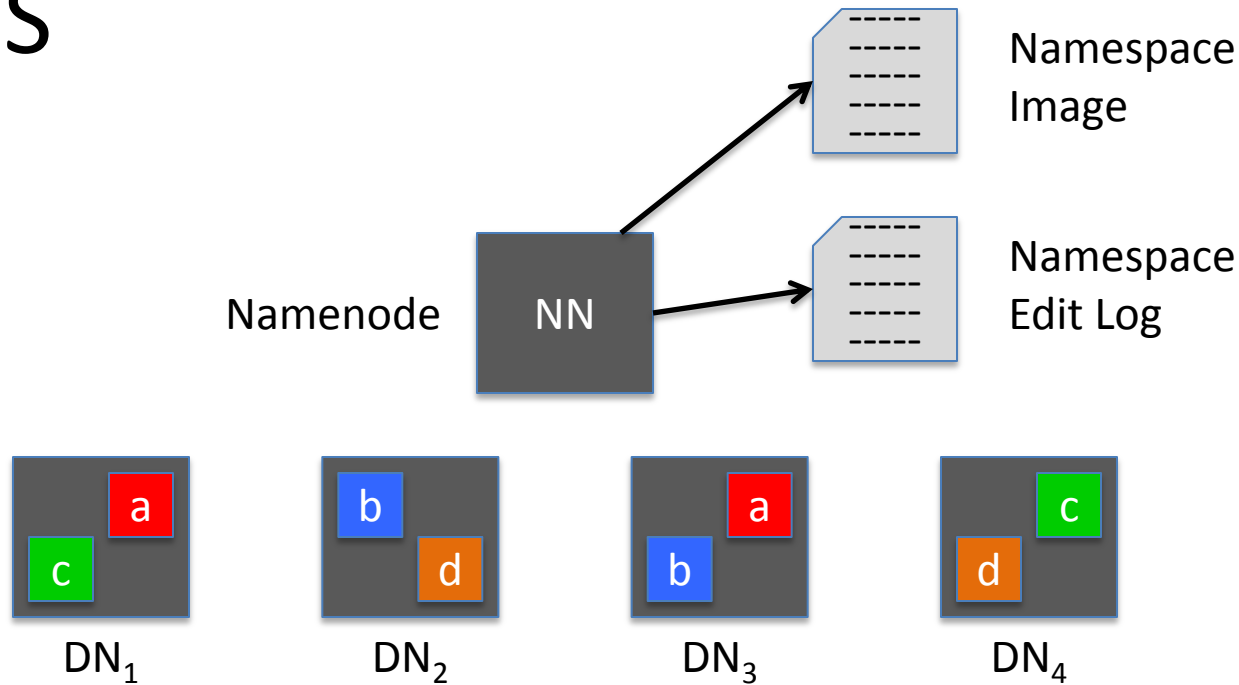 S
Namespace
Image
Namespace
Edit Log
Namenode
NN
a
c
b
d
a
b
c
d
DN₁
DN₂
DN₃
DN₄